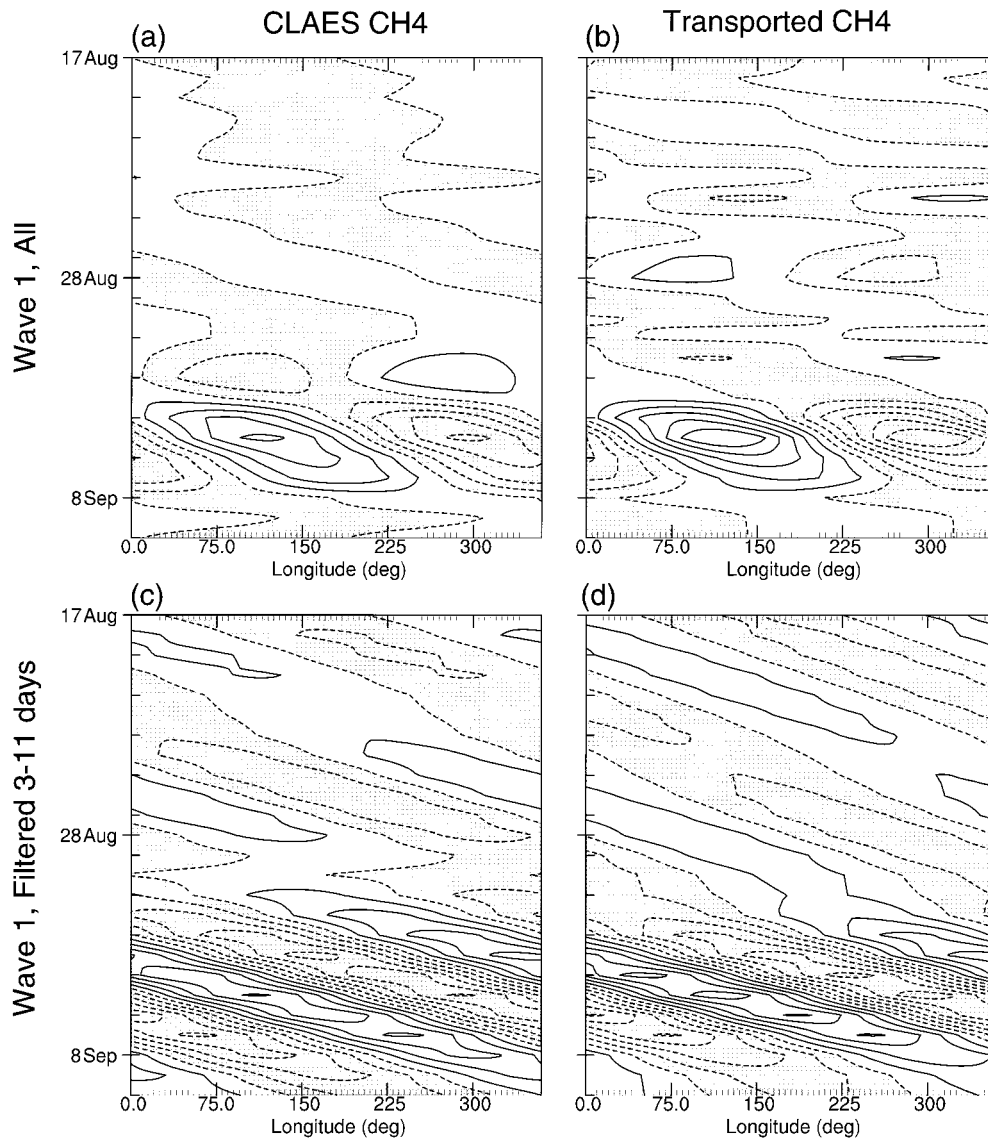 CLAES CH4
Transported CH4
(a)
(b)
Wave 1, All
17Aug
28Aug
8Sep
0.0 75.0 150 225 300
Longitude (deg)
0.0 75.0 150 225 300
Longitude (deg)
(c)
(d)
Wave 1, Filtered 3-11 days
17Aug
28Aug
8Sep
0.0 75.0 150 225 300
Longitude (deg)
0.0 75.0 150 225 300
Longitude (deg)